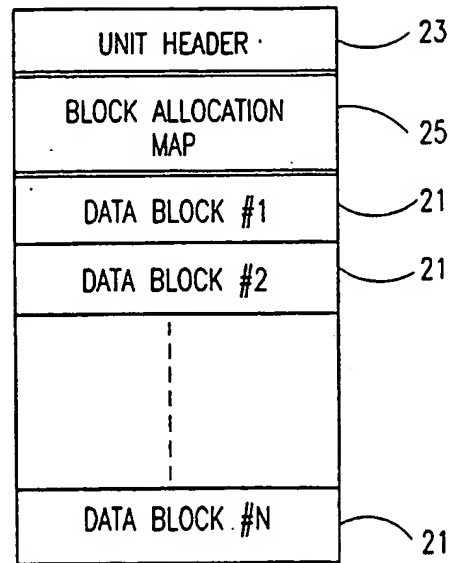 UNIT HEADER 23
BLOCK ALLOCATION
MAP 25
DATA BLOCK #1 21
DATA BLOCK #2 21
DATA BLOCK #N 21